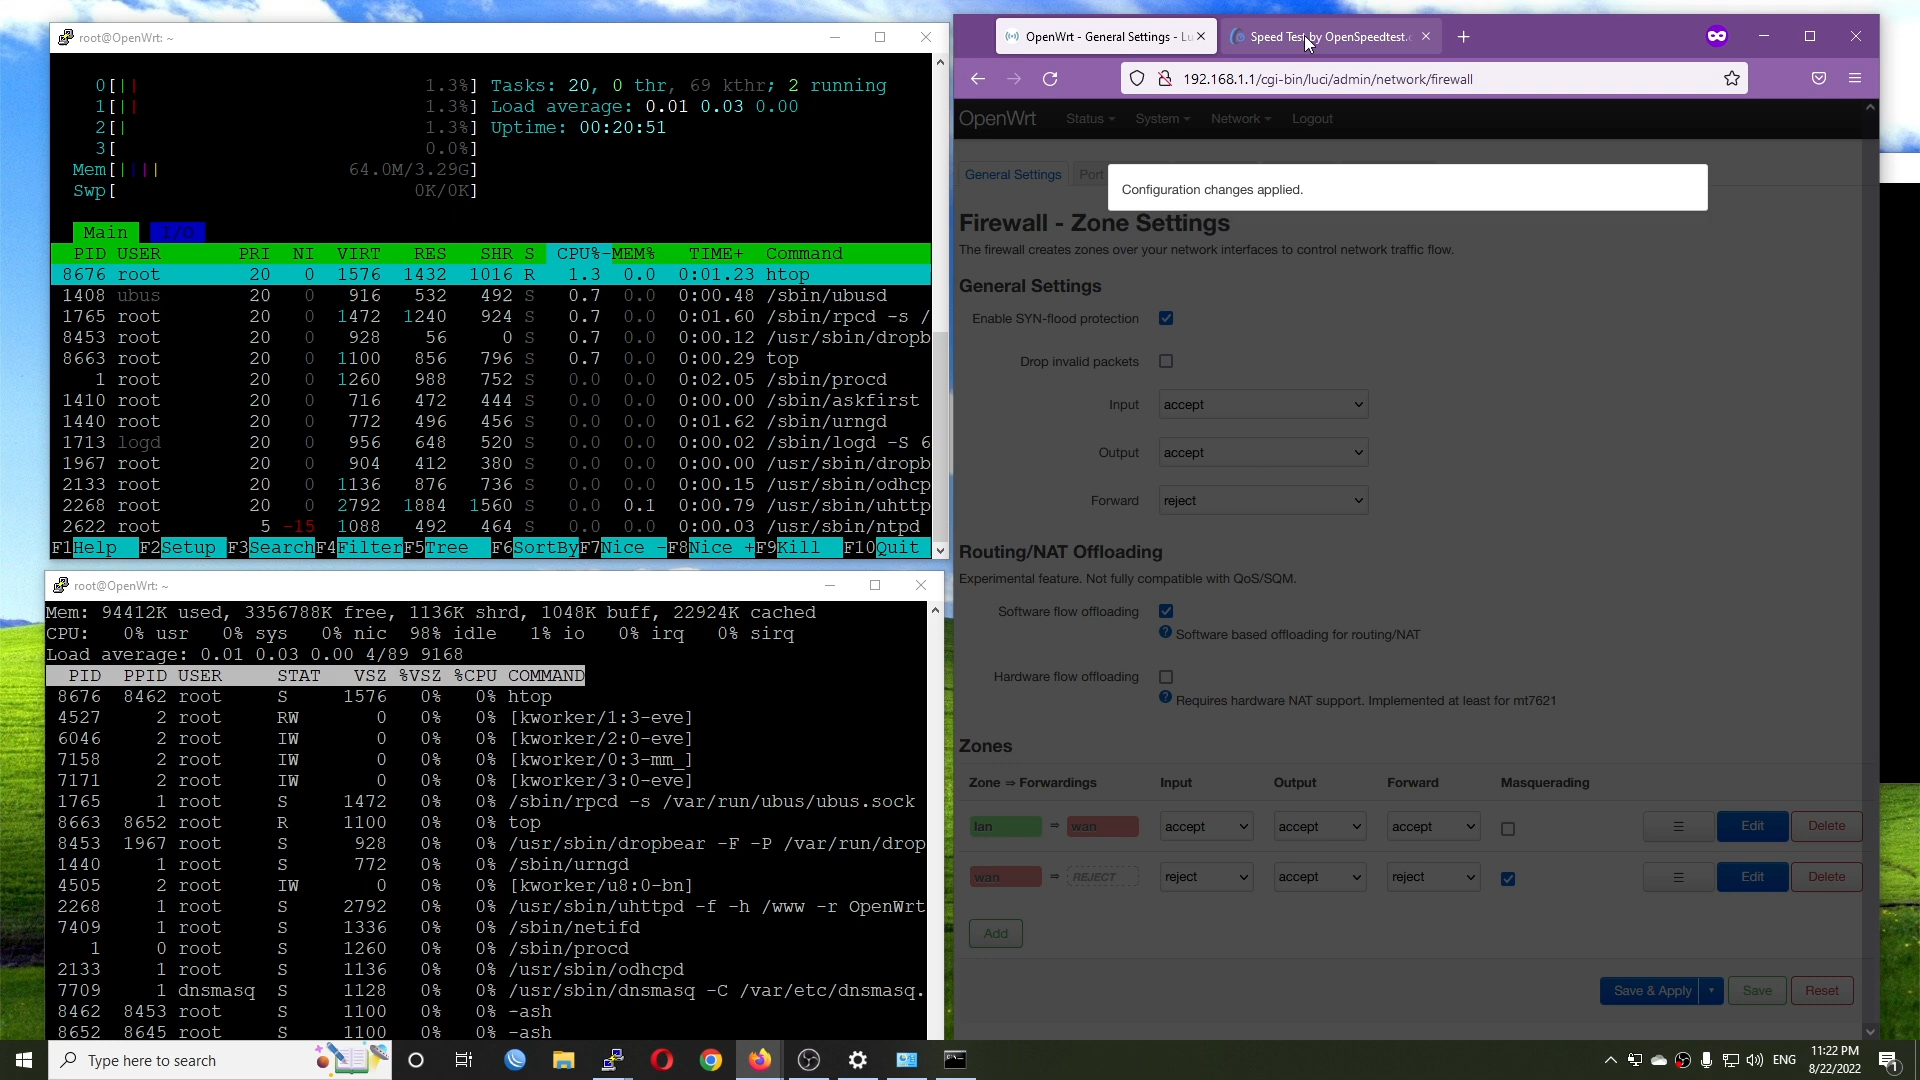 root@OpenWrt: ~
0[|| 1.3%] Tasks: 20, 0 thr, 69 kthr; 2 running
1[|| 1.3%] Load average: 0.01 0.03 0.00
2[| 1.3%] Uptime: 00:20:51
3[ 0.0%]
Mem[|||| 64.0M/3.29G]
Swp[ 0K/0K]
Main I/O
PID USER PRI NI VIRT RES SHR S CPU%-MEM% TIME+ Command
8676 root 20 0 1576 1432 1016 R 1.3 0.0 0:01.23 htop
1408 ubus 20 0 916 532 492 S 0.7 0.0 0:00.48 /sbin/ubusd
1765 root 20 0 1472 1240 924 S 0.7 0.0 0:01.60 /sbin/rpcd -s /
8453 root 20 0 928 56 0 S 0.7 0.0 0:00.12 /usr/sbin/dropb
8663 root 20 0 1100 856 796 S 0.7 0.0 0:00.29 top
1 root 20 0 1260 988 752 S 0.0 0.0 0:02.05 /sbin/procd
1410 root 20 0 716 472 444 S 0.0 0.0 0:00.00 /sbin/askfirst
1440 root 20 0 772 496 456 S 0.0 0.0 0:01.62 /sbin/urngd
1713 logd 20 0 956 648 520 S 0.0 0.0 0:00.02 /sbin/logd -S 6
1967 root 20 0 904 412 380 S 0.0 0.0 0:00.00 /usr/sbin/dropb
2133 root 20 0 1136 876 736 S 0.0 0.0 0:00.15 /usr/sbin/odhcp
2268 root 20 0 2792 1884 1560 S 0.0 0.1 0:00.79 /usr/sbin/uhttp
2622 root 5 -15 1088 492 464 S 0.0 0.0 0:00.03 /usr/sbin/ntpd
F1Help F2Setup F3SearchF4FilterF5Tree F6SortByF7Nice -F8Nice +F9Kill F10Quit
root@OpenWrt: ~
Mem: 94412K used, 3356788K free, 1136K shrd, 1048K buff, 22924K cached
CPU: 0% usr 0% sys 0% nic 98% idle 1% io 0% irq 0% sirq
Load average: 0.01 0.03 0.00 4/89 9168
PID PPID USER STAT VSZ %VSZ %CPU COMMAND
8676 8462 root S 1576 0% 0% htop
4527 2 root RW 0 0% 0% [kworker/1:3-eve]
6046 2 root IW 0 0% 0% [kworker/2:0-eve]
7158 2 root IW 0 0% 0% [kworker/0:3-mm_]
7171 2 root IW 0 0% 0% [kworker/3:0-eve]
1765 1 root S 1472 0% 0% /sbin/rpcd -s /var/run/ubus/ubus.sock
8663 8652 root R 1100 0% 0% top
8453 1967 root S 928 0% 0% /usr/sbin/dropbear -F -P /var/run/drop
1440 1 root S 772 0% 0% /sbin/urngd
4505 2 root IW 0 0% 0% [kworker/u8:0-bn]
2268 1 root S 2792 0% 0% /usr/sbin/uhttpd -f -h /www -r OpenWrt
7409 1 root S 1336 0% 0% /sbin/netifd
1 0 root S 1260 0% 0% /sbin/procd
2133 1 root S 1136 0% 0% /usr/sbin/odhcpd
7709 1 dnsmasq S 1128 0% 0% /usr/sbin/dnsmasq -C /var/etc/dnsmasq.
8462 8453 root S 1100 0% 0% -ash
8652 8645 root S 1100 0% 0% -ash
OpenWrt - General Settings - Lu
Speed Test by OpenSpeedtest.c
192.168.1.1/cgi-bin/luci/admin/network/firewall
OpenWrt Status System Network Logout
General Settings Port
Configuration changes applied.
Firewall - Zone Settings
The firewall creates zones over your network interfaces to control network traffic flow.
General Settings
Enable SYN-flood protection
Drop invalid packets
Input accept
Output accept
Forward reject
Routing/NAT Offloading
Experimental feature. Not fully compatible with QoS/SQM.
Software flow offloading
Software based offloading for routing/NAT
Hardware flow offloading
Requires hardware NAT support. Implemented at least for mt7621
Zones
Zone ⇒ Forwardings Input Output Forward Masquerading
lan ⇒ wan accept accept accept ☰ Edit Delete
wan ⇒ REJECT reject accept reject ☰ Edit Delete
Add
Save & Apply Save Reset
Type here to search
ENG
11:22 PM
8/22/2022
1